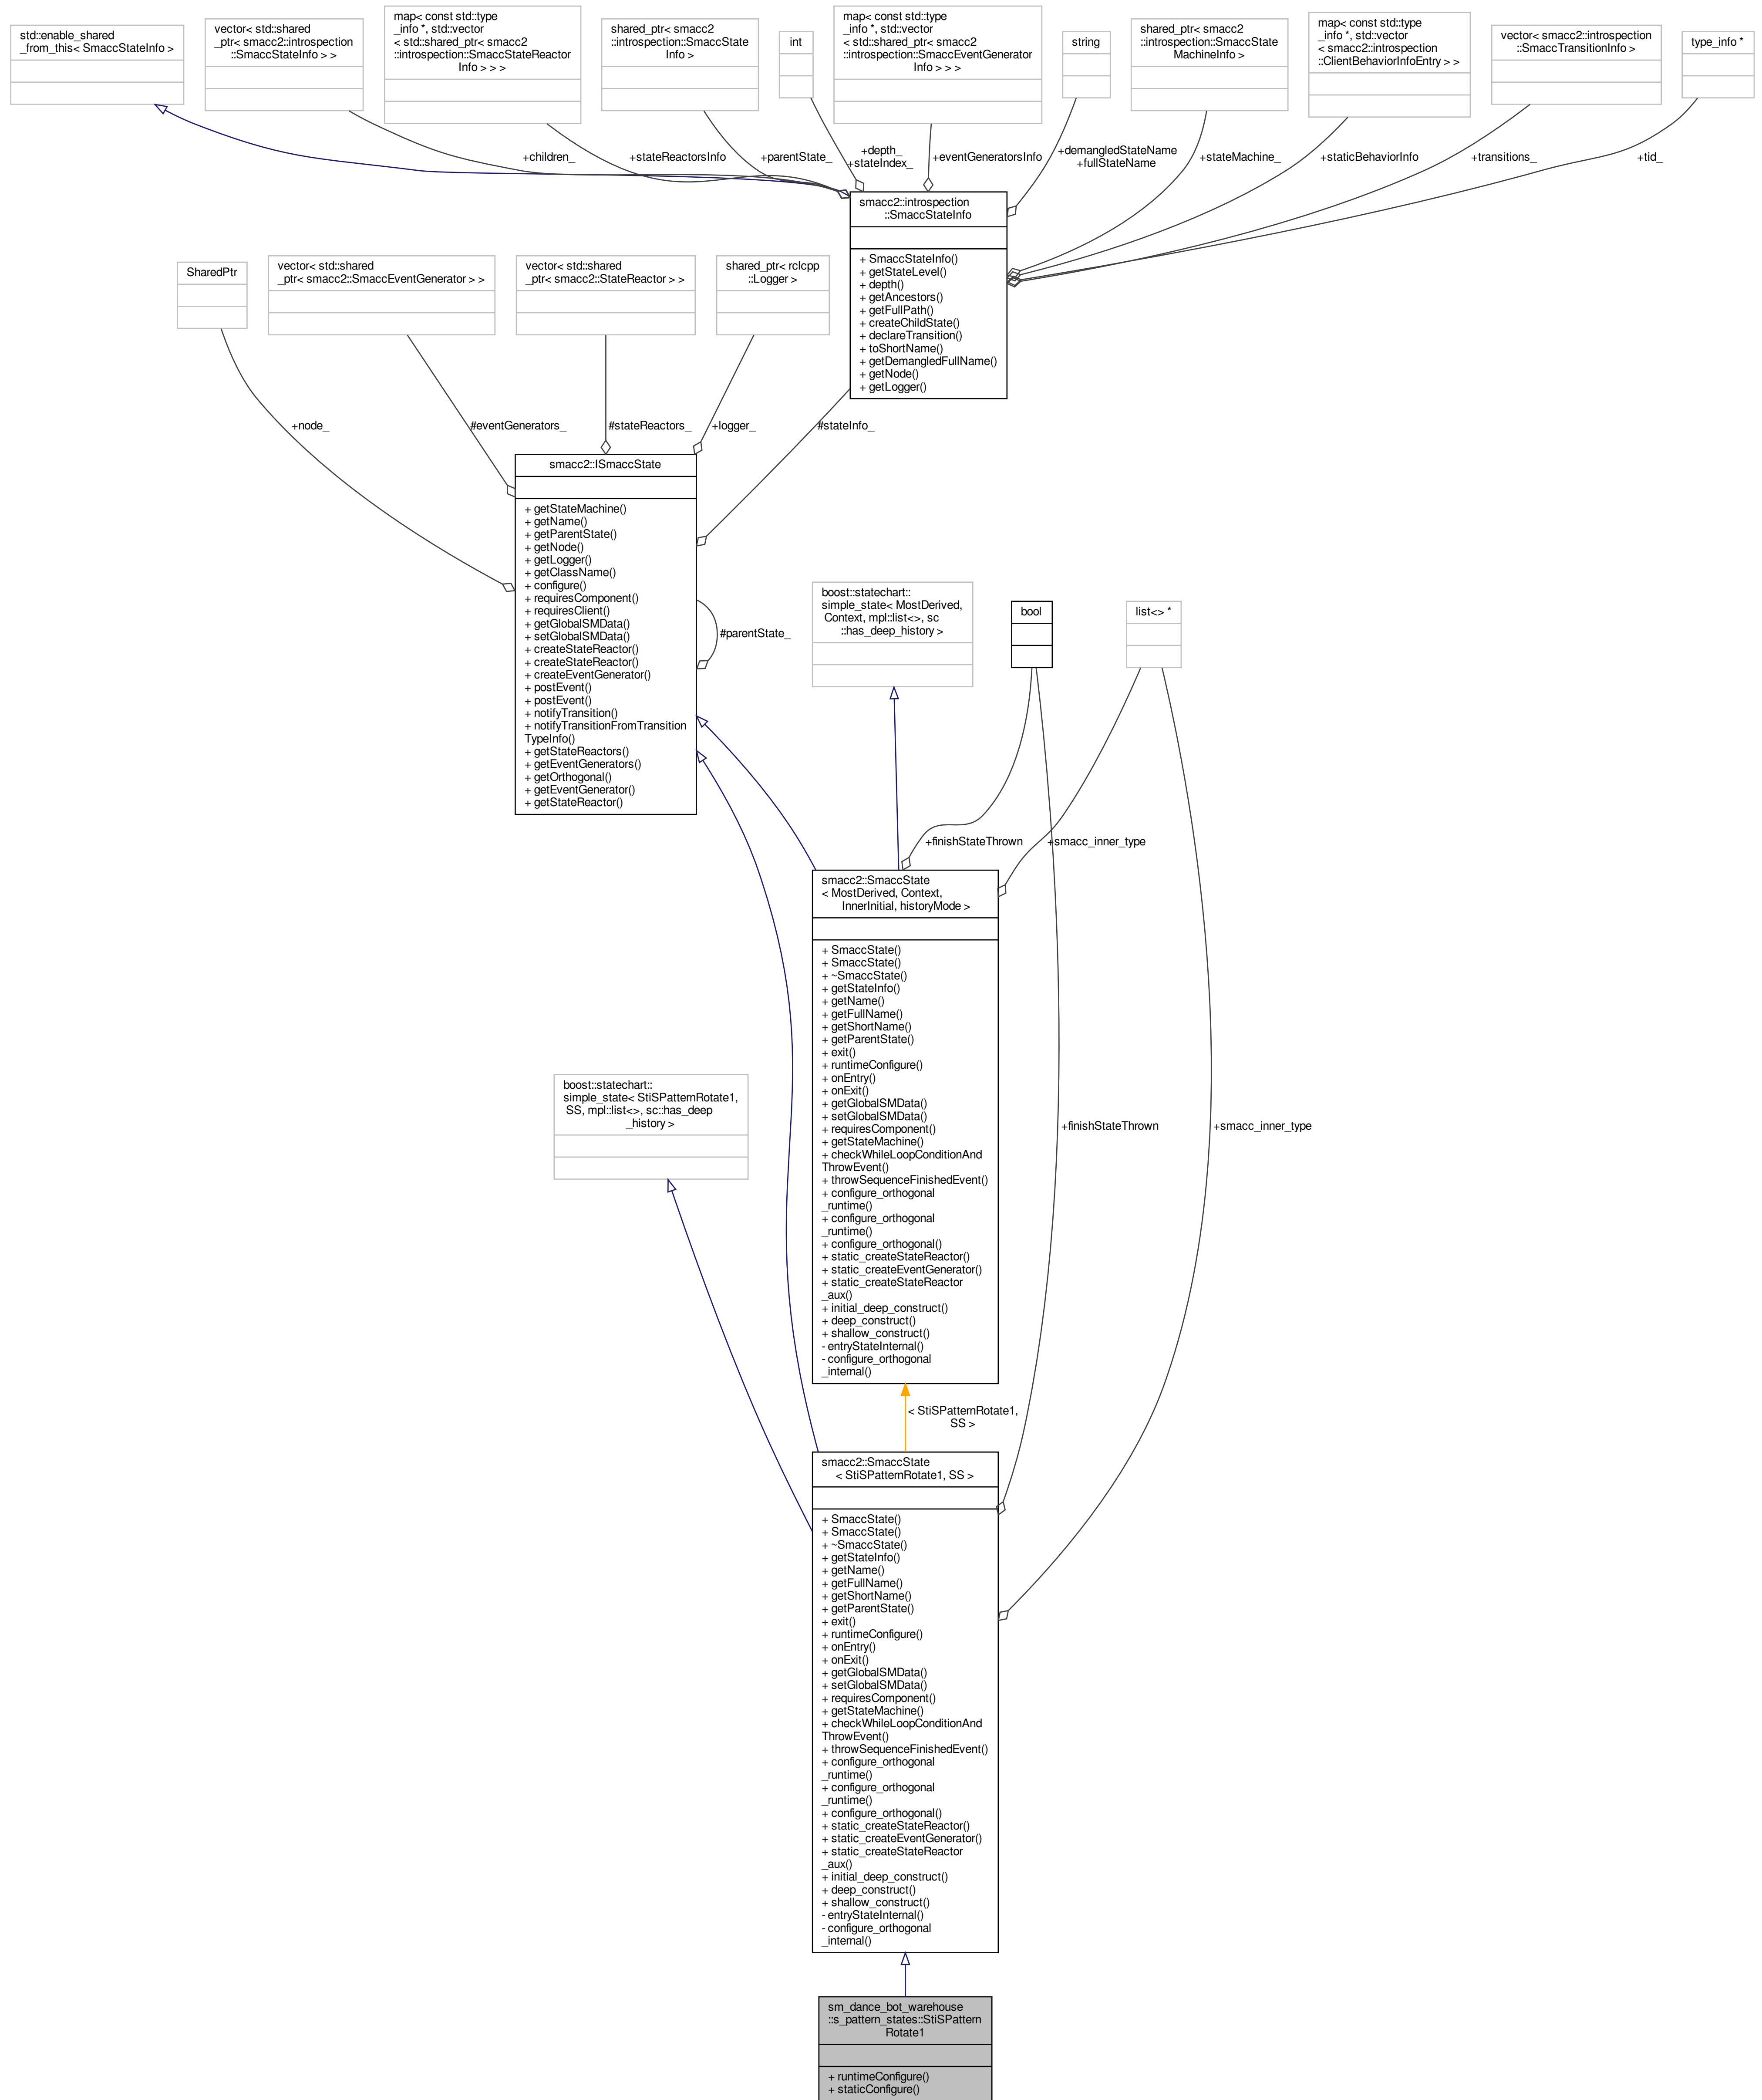 std::enable_shared
_from_this< SmaccStateInfo >
vector< std::shared
_ptr< smacc2::introspection
::SmaccStateInfo > >
map< const std::type
_info *, std::vector
< std::shared_ptr< smacc2
::introspection::SmaccStateReactor
Info > > >
shared_ptr< smacc2
::introspection::SmaccState
Info >
int
map< const std::type
_info *, std::vector
< std::shared_ptr< smacc2
::introspection::SmaccEventGenerator
Info > > >
string
shared_ptr< smacc2
::introspection::SmaccState
MachineInfo >
map< const std::type
_info *, std::vector
< smacc2::introspection
::ClientBehaviorInfoEntry > >
vector< smacc2::introspection
::SmaccTransitionInfo >
type_info *
+children_
+stateReactorsInfo
+parentState_
+depth_
+stateIndex_
+eventGeneratorsInfo
+demangledStateName
+fullStateName
+stateMachine_
+staticBehaviorInfo
+transitions_
+tid_
smacc2::introspection
::SmaccStateInfo
+ SmaccStateInfo()
+ getStateLevel()
+ depth()
+ getAncestors()
+ getFullPath()
+ createChildState()
+ declareTransition()
+ toShortName()
+ getDemangledFullName()
+ getNode()
+ getLogger()
SharedPtr
vector< std::shared
_ptr< smacc2::SmaccEventGenerator > >
vector< std::shared
_ptr< smacc2::StateReactor > >
shared_ptr< rclcpp
::Logger >
+node_
#eventGenerators_
#stateReactors_
+logger_
#stateInfo_
smacc2::ISmaccState
+ getStateMachine()
+ getName()
+ getParentState()
+ getNode()
+ getLogger()
+ getClassName()
+ configure()
+ requiresComponent()
+ requiresClient()
+ getGlobalSMData()
+ setGlobalSMData()
+ createStateReactor()
+ createStateReactor()
+ createEventGenerator()
+ postEvent()
+ postEvent()
+ notifyTransition()
+ notifyTransitionFromTransition
TypeInfo()
+ getStateReactors()
+ getEventGenerators()
+ getOrthogonal()
+ getEventGenerator()
+ getStateReactor()
#parentState_
boost::statechart::
simple_state< MostDerived,
Context, mpl::list<>, sc
::has_deep_history >
bool
list<> *
+finishStateThrown
+smacc_inner_type
smacc2::SmaccState
< MostDerived, Context,
InnerInitial, historyMode >
+ SmaccState()
+ SmaccState()
+ ~SmaccState()
+ getStateInfo()
+ getName()
+ getFullName()
+ getShortName()
+ getParentState()
+ exit()
+ runtimeConfigure()
+ onEntry()
+ onExit()
+ getGlobalSMData()
+ setGlobalSMData()
+ requiresComponent()
+ getStateMachine()
+ checkWhileLoopConditionAnd
ThrowEvent()
+ throwSequenceFinishedEvent()
+ configure_orthogonal
_runtime()
+ configure_orthogonal
_runtime()
+ configure_orthogonal()
+ static_createStateReactor()
+ static_createEventGenerator()
+ static_createStateReactor
_aux()
+ initial_deep_construct()
+ deep_construct()
+ shallow_construct()
- entryStateInternal()
- configure_orthogonal
_internal()
boost::statechart::
simple_state< StiSPatternRotate1,
SS, mpl::list<>, sc::has_deep
_history >
+finishStateThrown
+smacc_inner_type
< StiSPatternRotate1,
SS >
smacc2::SmaccState
< StiSPatternRotate1, SS >
+ SmaccState()
+ SmaccState()
+ ~SmaccState()
+ getStateInfo()
+ getName()
+ getFullName()
+ getShortName()
+ getParentState()
+ exit()
+ runtimeConfigure()
+ onEntry()
+ onExit()
+ getGlobalSMData()
+ setGlobalSMData()
+ requiresComponent()
+ getStateMachine()
+ checkWhileLoopConditionAnd
ThrowEvent()
+ throwSequenceFinishedEvent()
+ configure_orthogonal
_runtime()
+ configure_orthogonal
_runtime()
+ configure_orthogonal()
+ static_createStateReactor()
+ static_createEventGenerator()
+ static_createStateReactor
_aux()
+ initial_deep_construct()
+ deep_construct()
+ shallow_construct()
- entryStateInternal()
- configure_orthogonal
_internal()
sm_dance_bot_warehouse
::s_pattern_states::StiSPattern
Rotate1
+ runtimeConfigure()
+ staticConfigure()